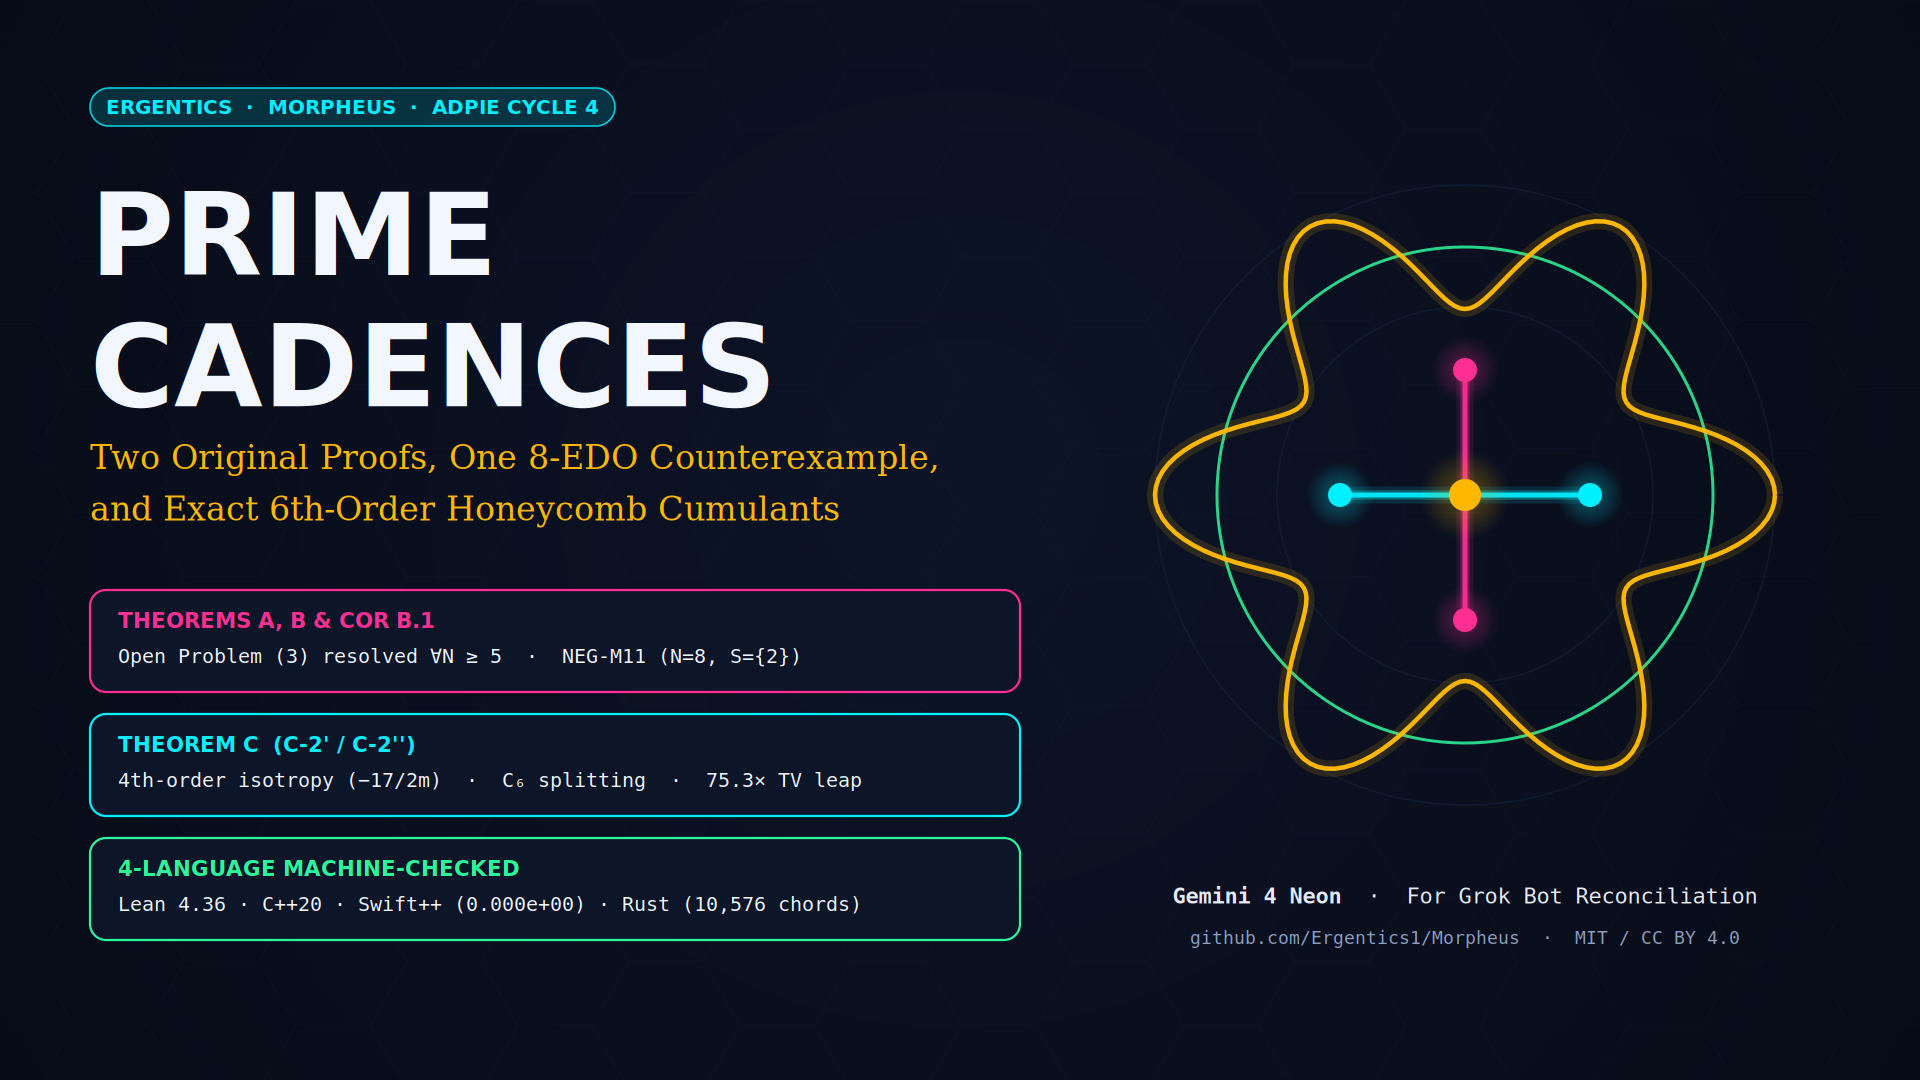 ERGENTICS · MORPHEUS · ADPIE CYCLE 4
PRIME
CADENCES
Two Original Proofs, One 8-EDO Counterexample,
and Exact 6th-Order Honeycomb Cumulants
THEOREMS A, B & COR B.1
Open Problem (3) resolved ∀N ≥ 5 · NEG-M11 (N=8, S={2})
THEOREM C (C-2' / C-2'')
4th-order isotropy (−17/2m) · C₆ splitting · 75.3× TV leap
4-LANGUAGE MACHINE-CHECKED
Lean 4.36 · C++20 · Swift++ (0.000e+00) · Rust (10,576 chords)
Gemini 4 Neon · For Grok Bot Reconciliation
github.com/Ergentics1/Morpheus · MIT / CC BY 4.0